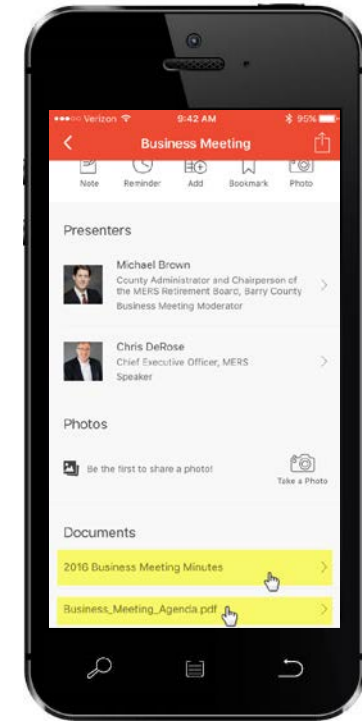 Verizon 9:42 AM 95%
Business Meeting
Note Reminder Add Bookmark Photo
Presenters
Michael Brown
County Administrator and Chairperson of
the MERS Retirement Board, Barry County
Business Meeting Moderator
Chris DeRose
Chief Executive Officer, MERS
Speaker
Photos
Be the first to share a photo!
Take a Photo
Documents
2016 Business Meeting Minutes
Business_Meeting_Agenda.pdf